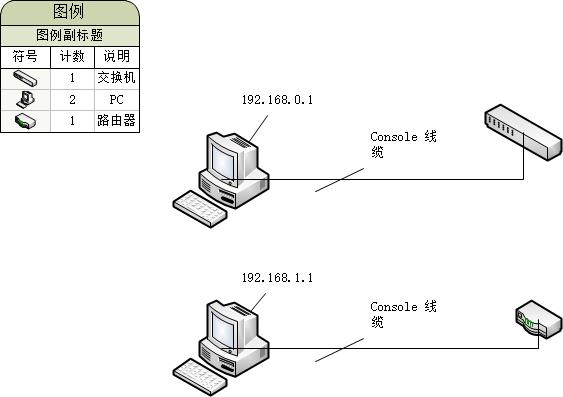 图例
图例副标题
符号 计数 说明
1 交换机
2 PC
1 路由器
192.168.0.1
Console 线
缆
192.168.1.1
Console 线
缆